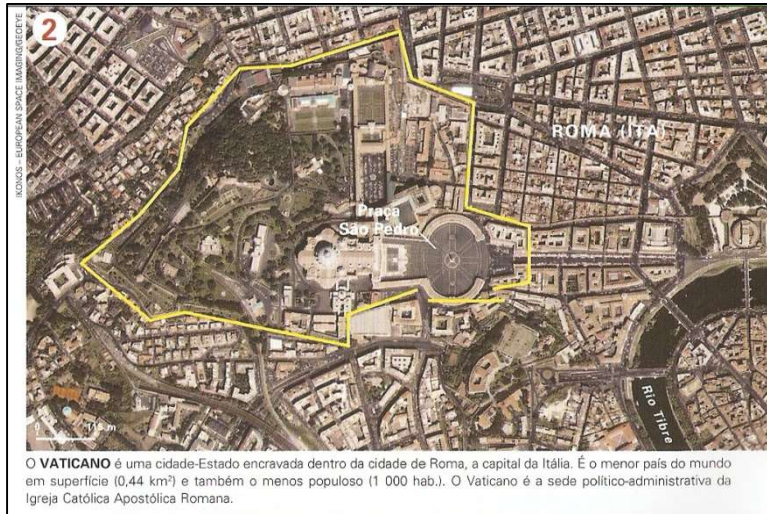 2
IKONOS – EUROPEAN SPACE IMAGING/GEOEYE
ROMA (ITA)
Praça
São Pedro
Rio Tibre
0
m
O VATICANO é uma cidade-Estado encravada dentro da cidade de Roma, a capital da Itália. É o menor país do mundo
em superfície (0,44 km²) e também o menos populoso (1 000 hab.). O Vaticano é a sede político-administrativa da
Igreja Católica Apostólica Romana.